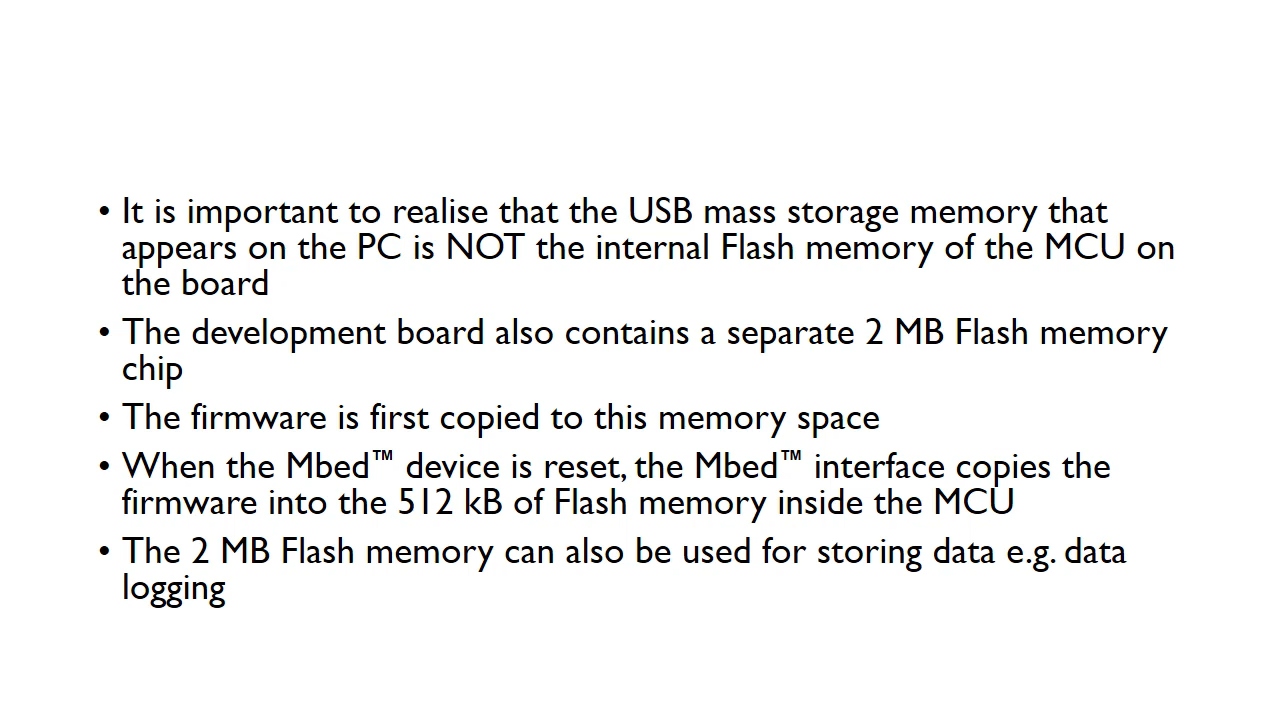 • It is important to realise that the USB mass storage memory that
appears on the PC is NOT the internal Flash memory of the MCU on
the board
• The development board also contains a separate 2 MB Flash memory
chip
• The firmware is first copied to this memory space
• When the Mbed™ device is reset, the Mbed™ interface copies the
firmware into the 512 kB of Flash memory inside the MCU
• The 2 MB Flash memory can also be used for storing data e.g. data
logging